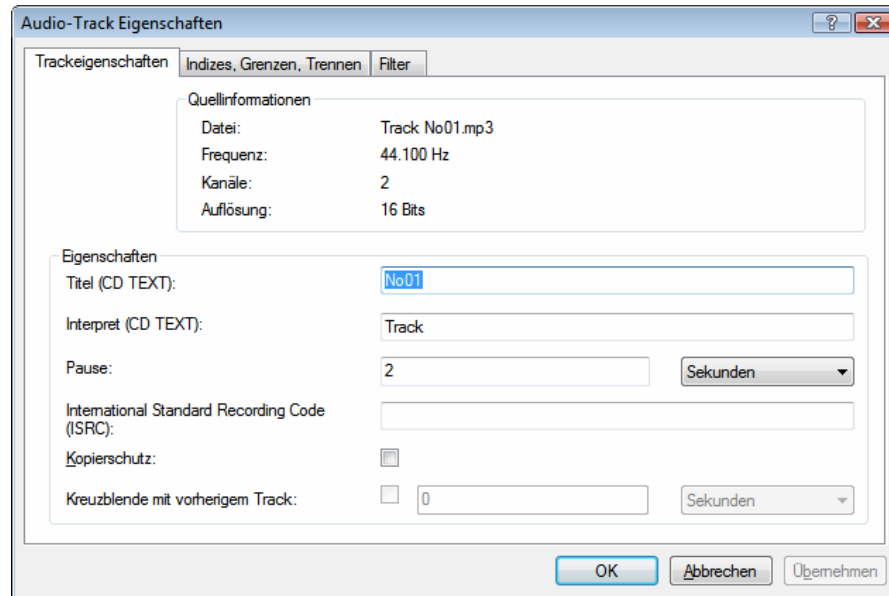 Audio-Track Eigenschaften
Trackeigenschaften Indizes, Grenzen, Trennen Filter
Quellinformationen
Datei: Track No01.mp3
Frequenz: 44.100 Hz
Kanäle: 2
Auflösung: 16 Bits
Eigenschaften
Titel (CD TEXT): No01
Interpret (CD TEXT): Track
Pause: 2 Sekunden
International Standard Recording Code
(ISRC):
Kopierschutz:
Kreuzblende mit vorherigem Track: 0 Sekunden
OK Abbrechen Übernehmen